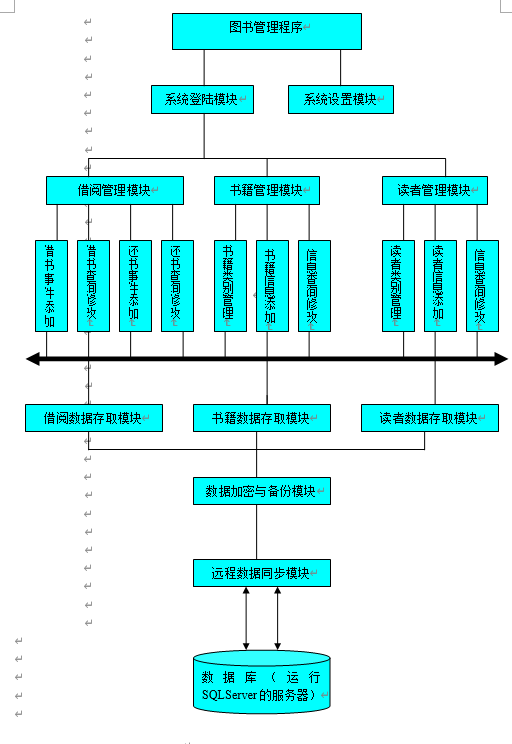 图书管理程序
系统登陆模块
系统设置模块
借阅管理模块
书籍管理模块
读者管理模块
借书事件添加
借书查询修改
还书事件添加
还书查询修改
书籍类别管理
书籍信息添加
信息查询修改
读者类别管理
读者信息添加
信息查询修改
借阅数据存取模块
书籍数据存取模块
读者数据存取模块
数据加密与备份模块
远程数据同步模块
数据库（运行
SQLServer的服务器）